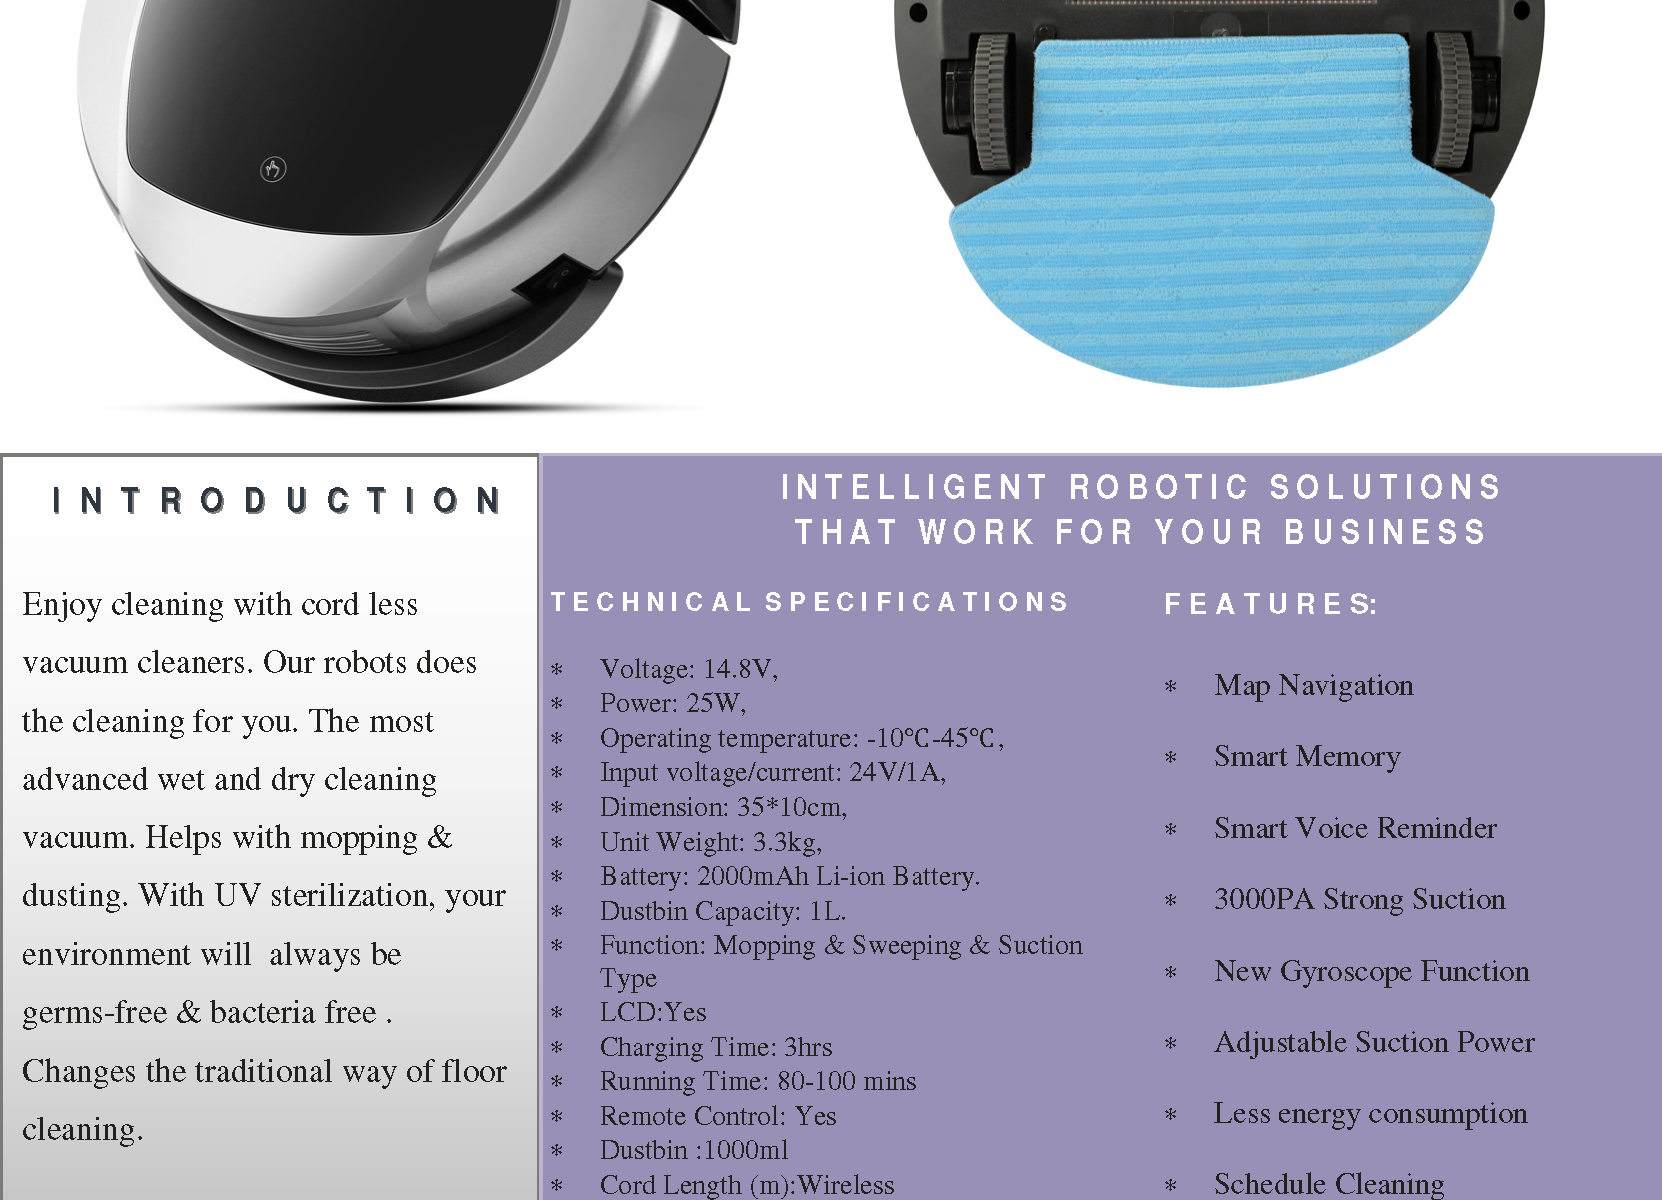 INTRODUCTION
Enjoy cleaning with cord less
vacuum cleaners. Our robots does
the cleaning for you. The most
advanced wet and dry cleaning
vacuum. Helps with mopping &
dusting. With UV sterilization, your
environment will  always be
germs-free & bacteria free .
Changes the traditional way of floor
cleaning.
INTELLIGENT ROBOTIC SOLUTIONS
THAT WORK FOR YOUR BUSINESS
TECHNICAL SPECIFICATIONS
* Voltage: 14.8V,
* Power: 25W,
* Operating temperature: -10℃-45℃,
* Input voltage/current: 24V/1A,
* Dimension: 35*10cm,
* Unit Weight: 3.3kg,
* Battery: 2000mAh Li-ion Battery.
* Dustbin Capacity: 1L.
* Function: Mopping & Sweeping & Suction
Type
* LCD:Yes
* Charging Time: 3hrs
* Running Time: 80-100 mins
* Remote Control: Yes
* Dustbin :1000ml
* Cord Length (m):Wireless
FEATURES:
* Map Navigation
* Smart Memory
* Smart Voice Reminder
* 3000PA Strong Suction
* New Gyroscope Function
* Adjustable Suction Power
* Less energy consumption
* Schedule Cleaning